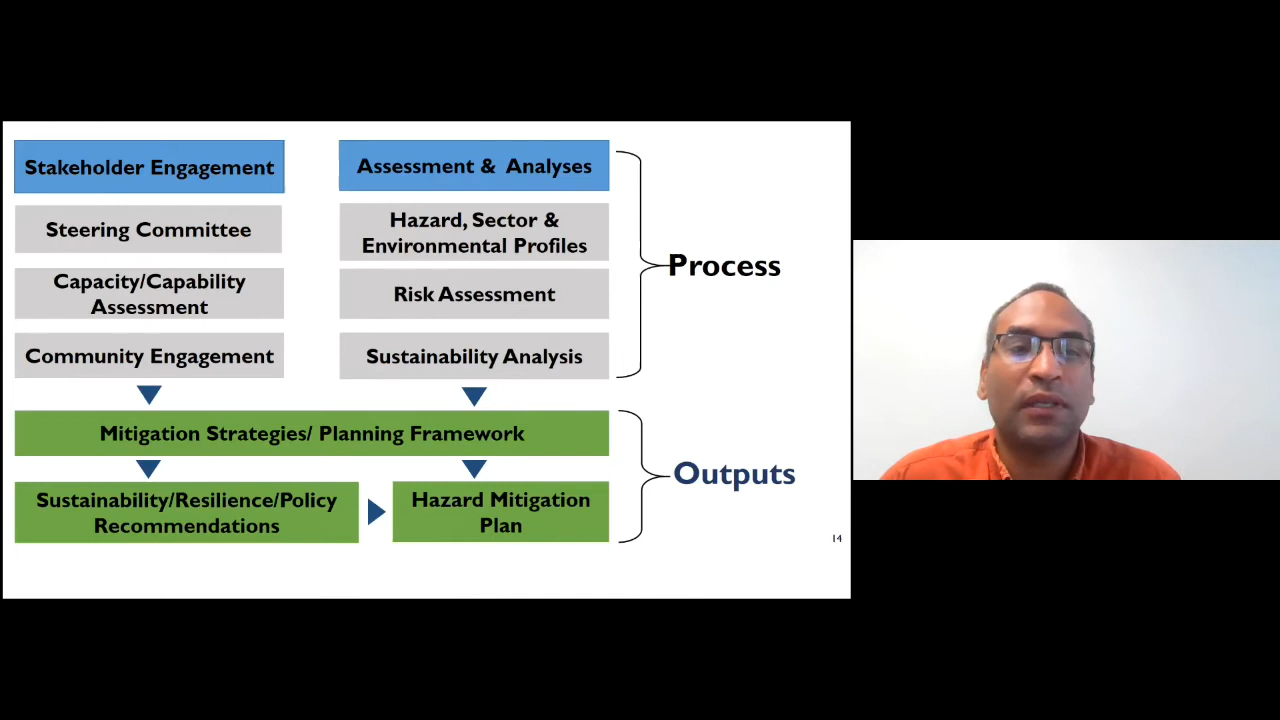 Stakeholder Engagement
Steering Committee
Capacity/Capability
Assessment
Community Engagement
Assessment & Analyses
Hazard, Sector &
Environmental Profiles
Risk Assessment
Sustainability Analysis
Process
Mitigation Strategies/ Planning Framework
Sustainability/Resilience/Policy
Recommendations
Hazard Mitigation
Plan
Outputs
14